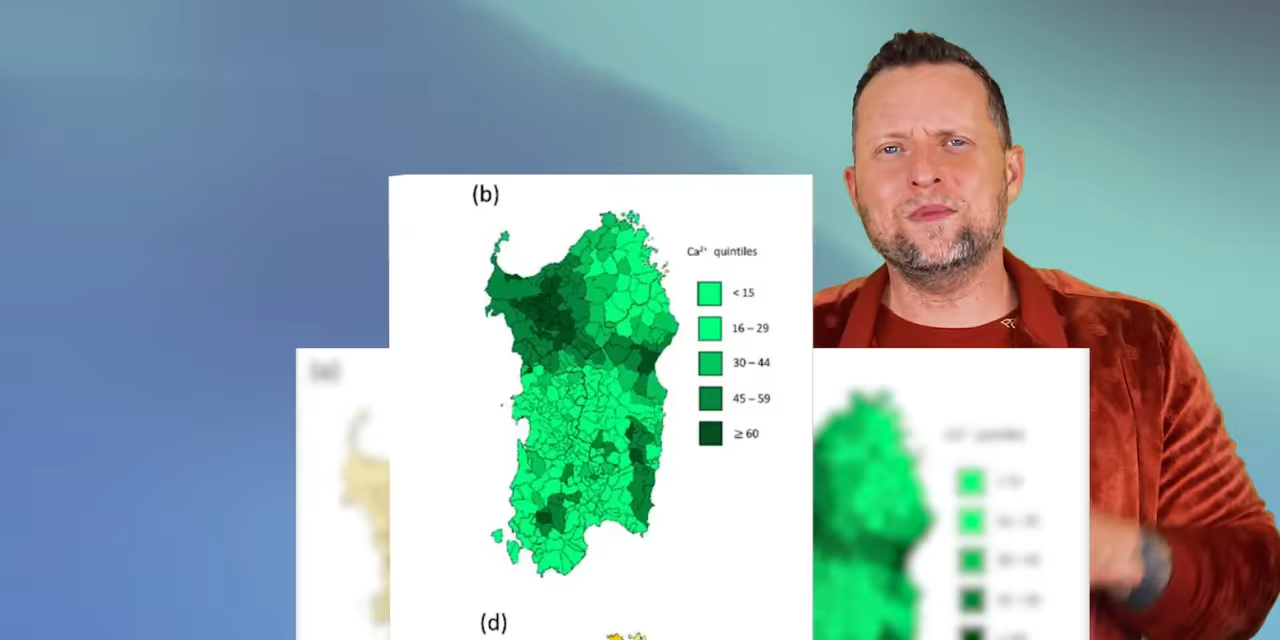 (b)
Ca²⁺ quintiles
< 15
16 – 29
30 – 44
45 – 59
≥ 60
(d)